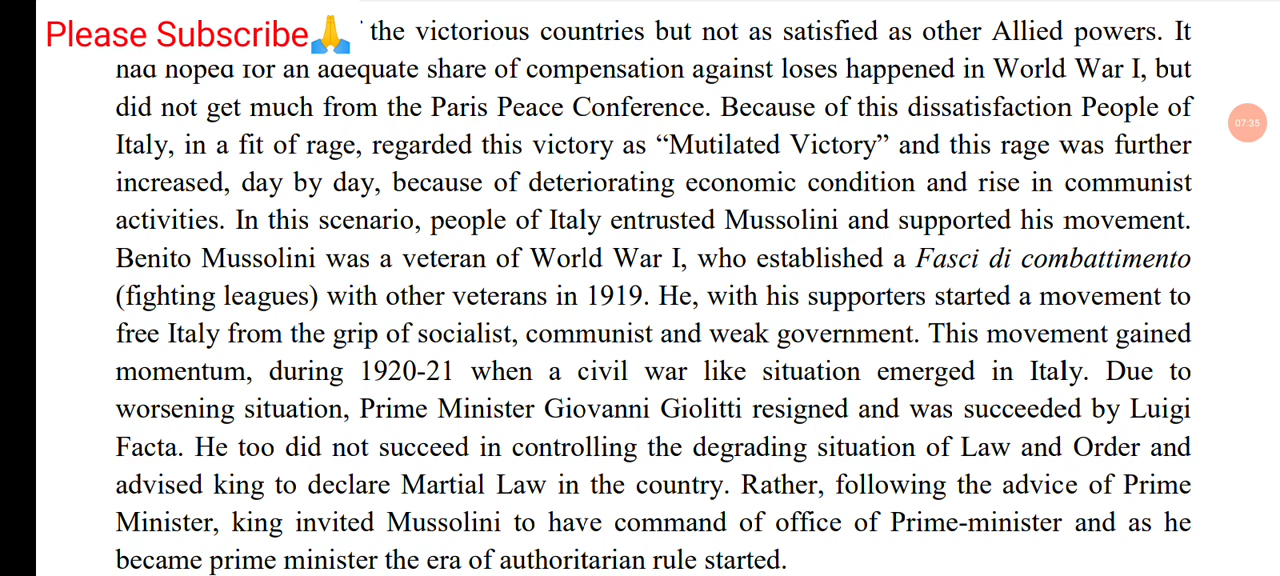 Please Subscribe🙏 the victorious countries but not as satisfied as other Allied powers. It
had hoped for an adequate share of compensation against loses happened in World War I, but
did not get much from the Paris Peace Conference. Because of this dissatisfaction People of
07:35
Italy, in a fit of rage, regarded this victory as “Mutilated Victory” and this rage was further
increased, day by day, because of deteriorating economic condition and rise in communist
activities. In this scenario, people of Italy entrusted Mussolini and supported his movement.
Benito Mussolini was a veteran of World War I, who established a Fasci di combattimento
(fighting leagues) with other veterans in 1919. He, with his supporters started a movement to
free Italy from the grip of socialist, communist and weak government. This movement gained
momentum, during 1920-21 when a civil war like situation emerged in Italy. Due to
worsening situation, Prime Minister Giovanni Giolitti resigned and was succeeded by Luigi
Facta. He too did not succeed in controlling the degrading situation of Law and Order and
advised king to declare Martial Law in the country. Rather, following the advice of Prime
Minister, king invited Mussolini to have command of office of Prime-minister and as he
became prime minister the era of authoritarian rule started.